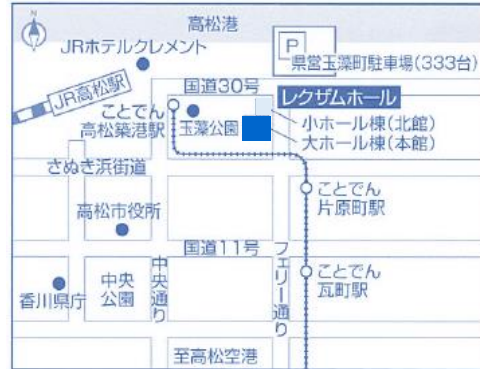 N
高松港
JRホテルクレメント
P
県営玉藻町駐車場(333台)
国道30号
JR高松駅
レクザムホール
ことでん
高松築港駅
玉藻公園
小ホール棟(北館)
大ホール棟(本館)
さぬき浜街道
ことでん
片原町駅
高松市役所
国道11号
フェリー通り
中央通り
ことでん
瓦町駅
香川県庁
中央
公園
至高松空港